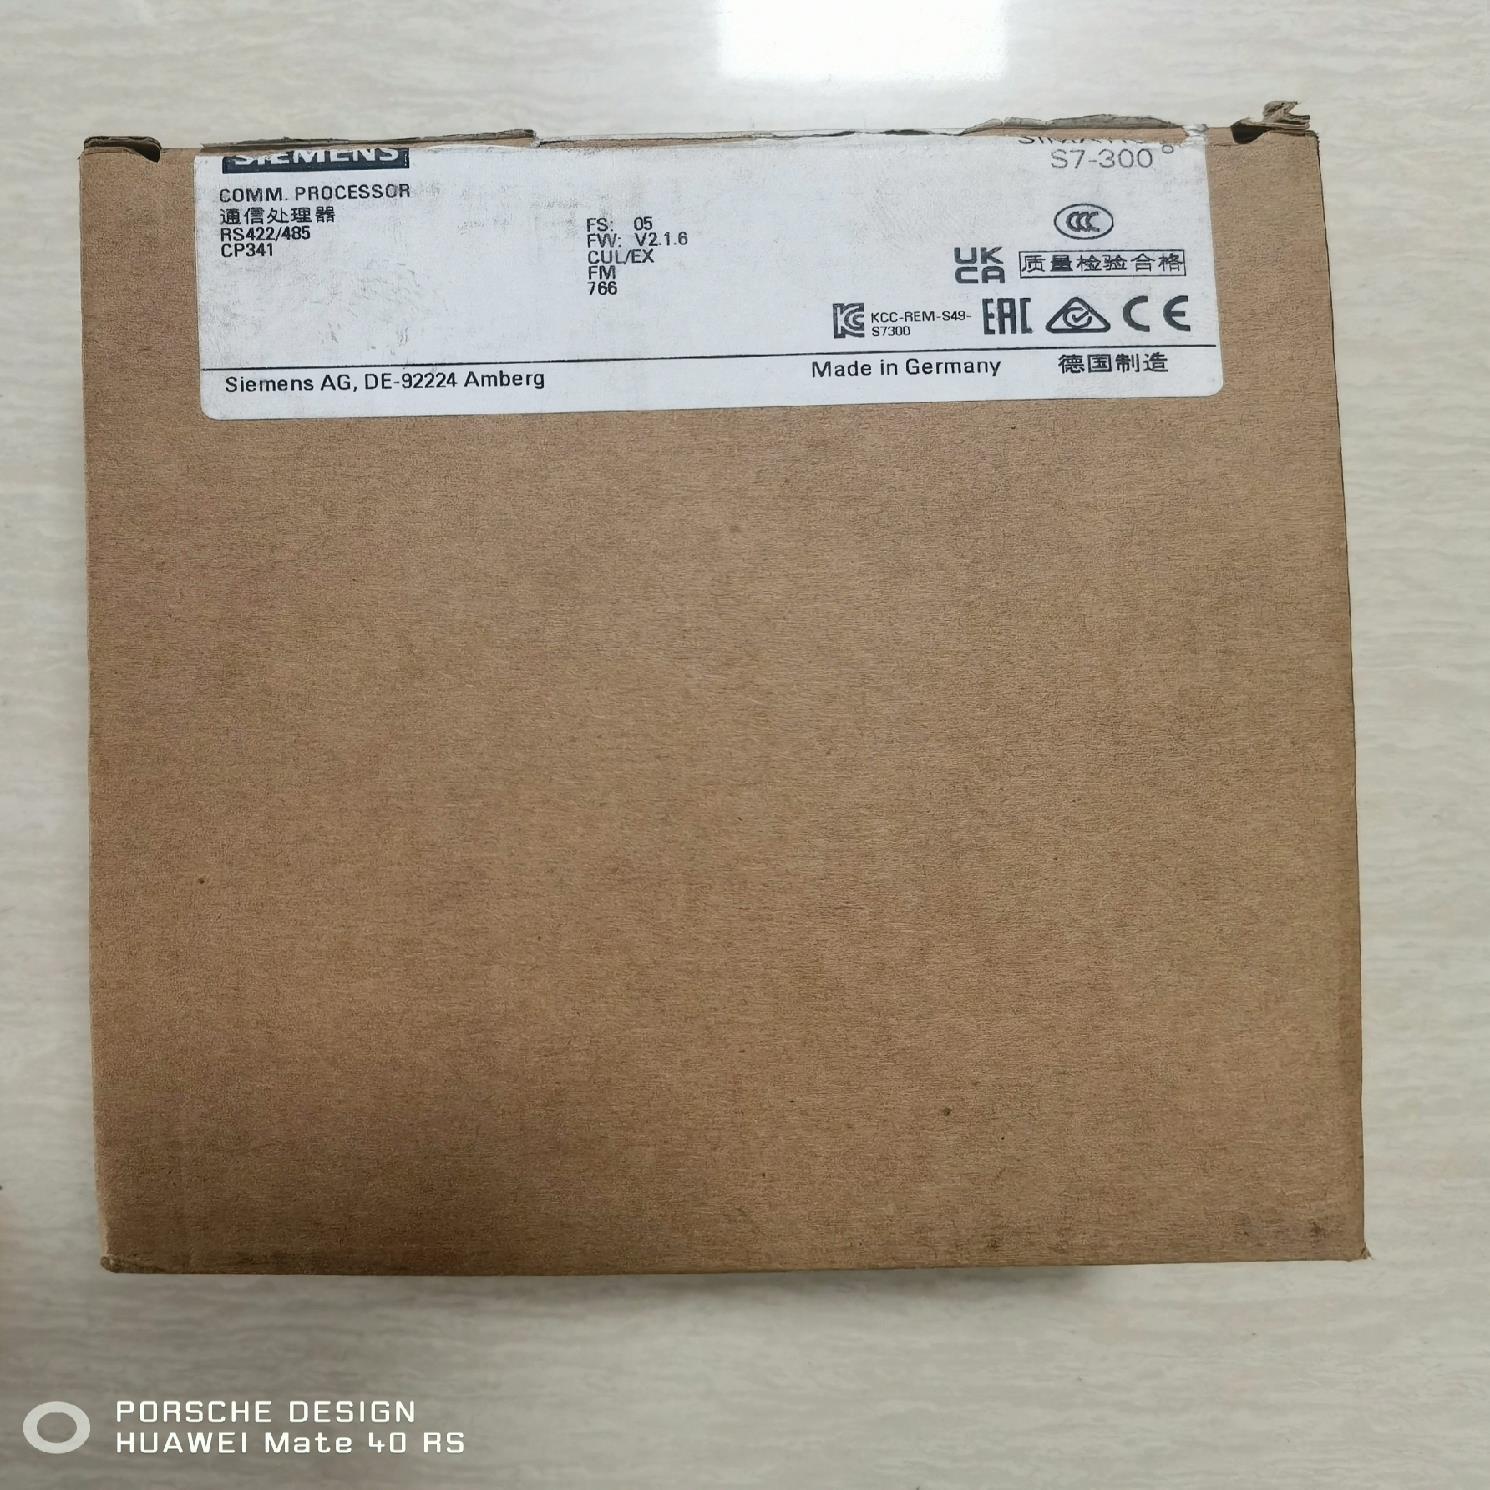 SIEMENS
S7-300
COMM. PROCESSOR
通信处理器
RS422/485
CP341
FS: 05
FW: V2.1.6
CUL/EX
FM
766
CCC
UK
CA
质量检验合格
KCC-REM-S49-
S7300
EAC
CE
Siemens AG, DE-92224 Amberg
Made in Germany
德国制造
PORSCHE DESIGN
HUAWEI Mate 40 RS